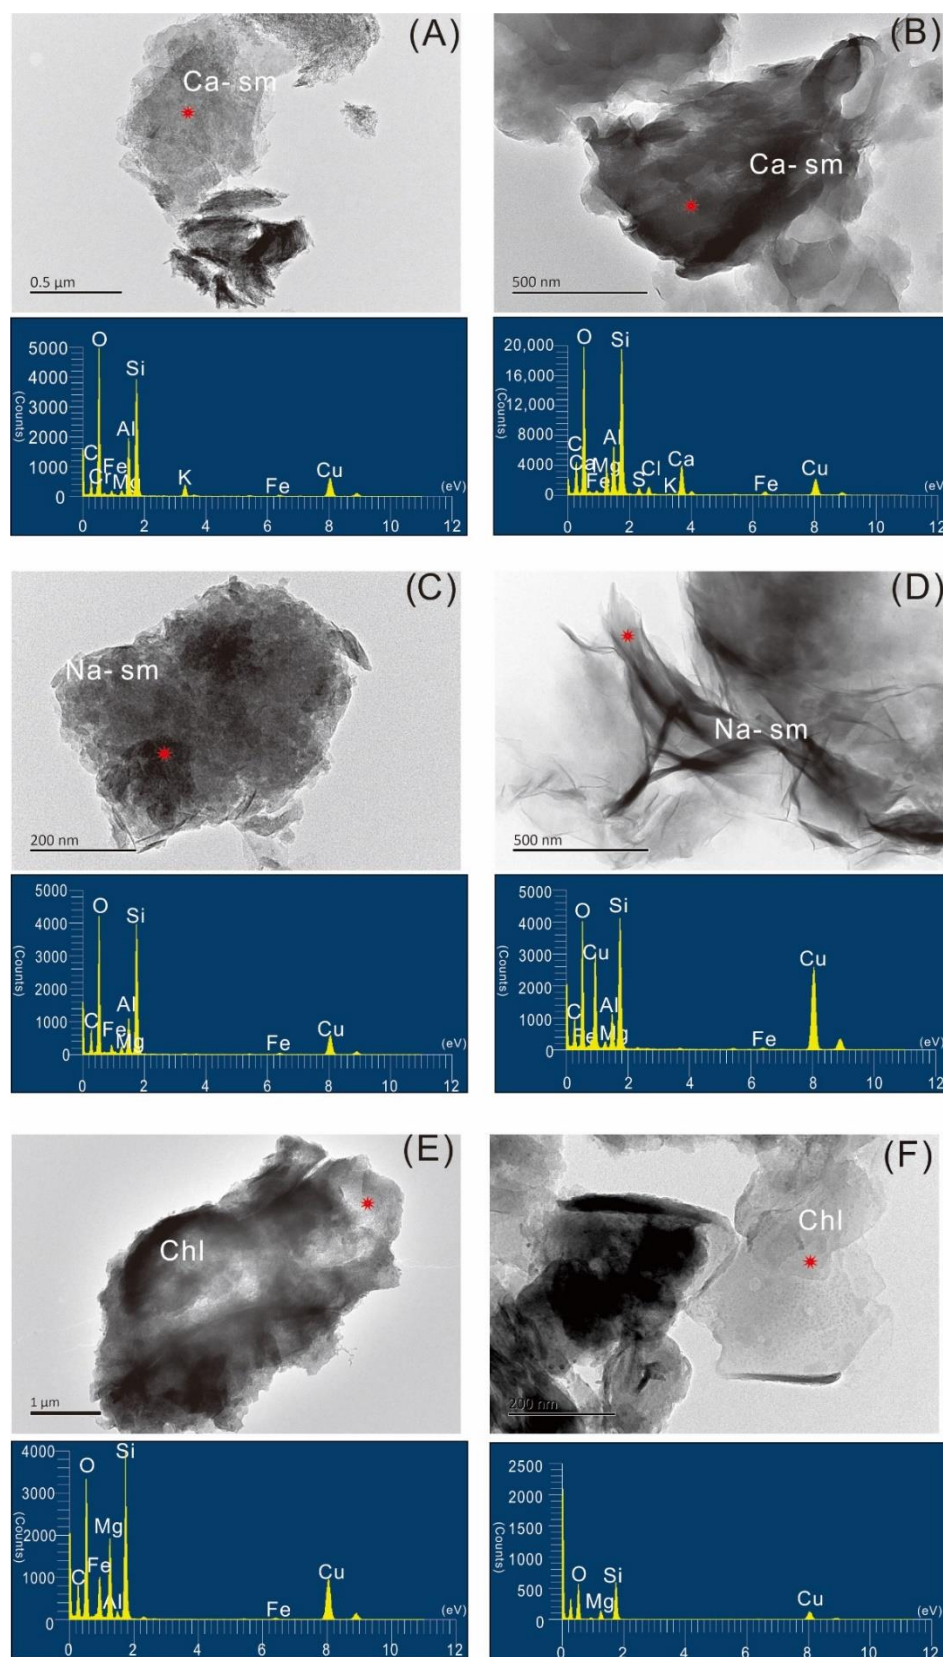 (A)
Ca- sm
0.5 µm
(B)
Ca- sm
500 nm
(Counts)
5000
4000
3000
2000
1000
0
O
Si
Al
C
Fe
Cr
Mg
K
Fe
Cu
(eV)
0 2 4 6 8 10 12
(Counts)
20,000
16,000
12,000
8000
4000
0
O
Si
Al
C
Mg
Ca
Fe
S
Cl
K
Ca
Fe
Cu
(eV)
0 2 4 6 8 10 12
(C)
Na- sm
200 nm
(D)
Na- sm
500 nm
(Counts)
5000
4000
3000
2000
1000
0
O
Si
Al
C
Fe
Mg
Fe
Cu
(eV)
0 2 4 6 8 10 12
(Counts)
5000
4000
3000
2000
1000
0
O
Si
Cu
Al
C
Fe
Mg
Fe
Cu
(eV)
0 2 4 6 8 10 12
(E)
Chl
1 µm
(F)
Chl
200 nm
(Counts)
4000
3000
2000
1000
0
Si
O
Mg
Fe
C
Al
Fe
Cu
(eV)
0 2 4 6 8 10 12
(Counts)
2500
2000
1500
1000
500
0
O
Si
Mg
Cu
(eV)
0 2 4 6 8 10 12